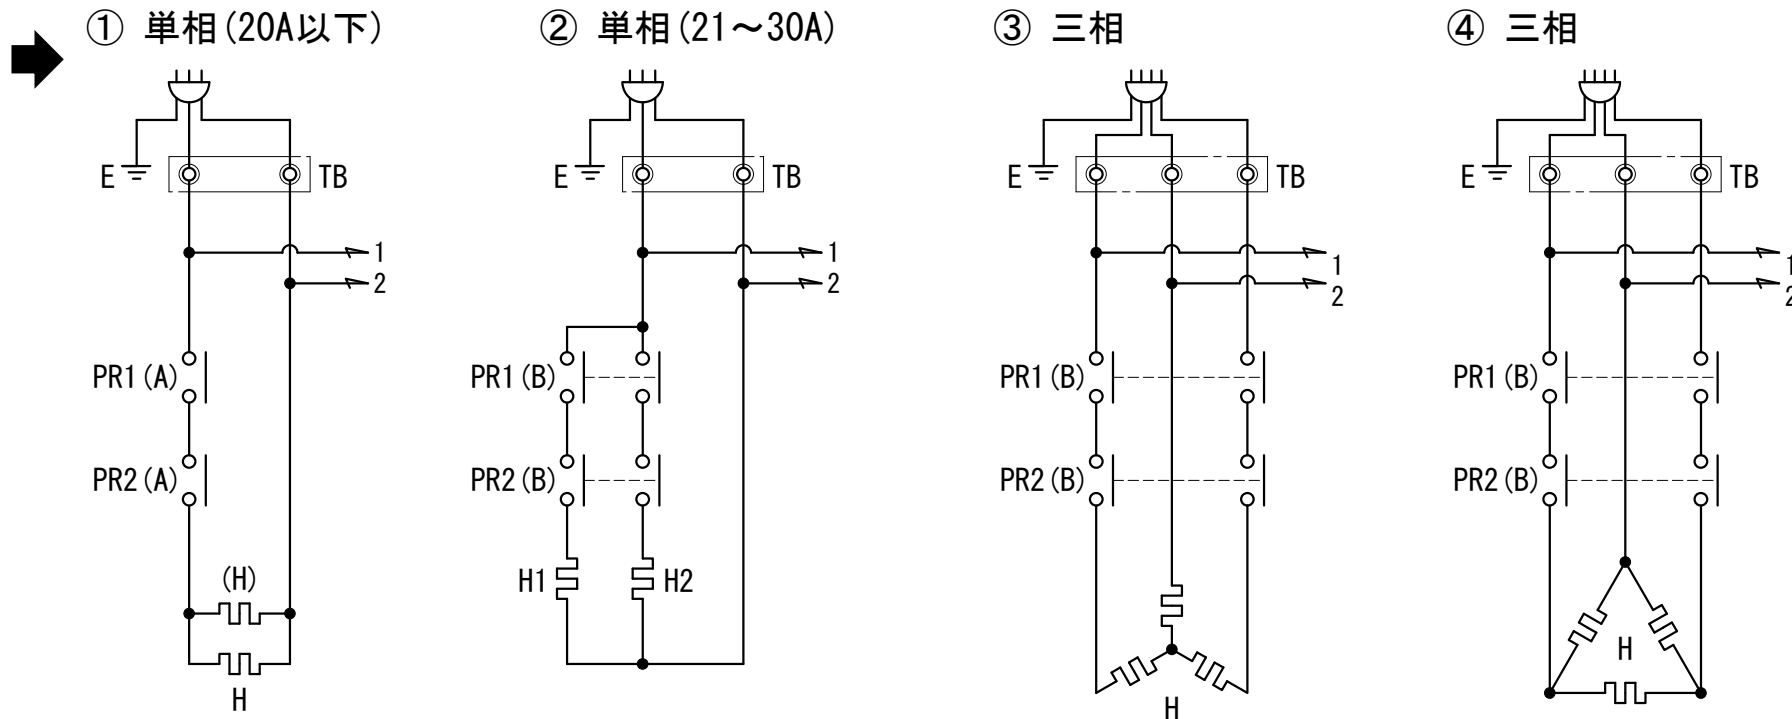 ① 単相(20A以下)
E
TB
1
2
PR1(A)
PR2(A)
(H)
H
② 単相(21～30A)
E
TB
1
2
PR1(B)
PR2(B)
H1
H2
③ 三相
E
TB
1
2
PR1(B)
PR2(B)
H
④ 三相
E
TB
1
2
PR1(B)
PR2(B)
H